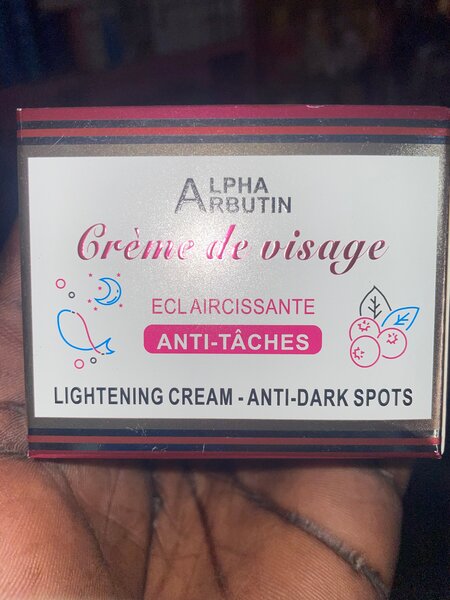 ALPHA
ARBUTIN
Crème de visage
ECLAIRCISSANTE
ANTI-TÂCHES
LIGHTENING CREAM - ANTI-DARK SPOTS